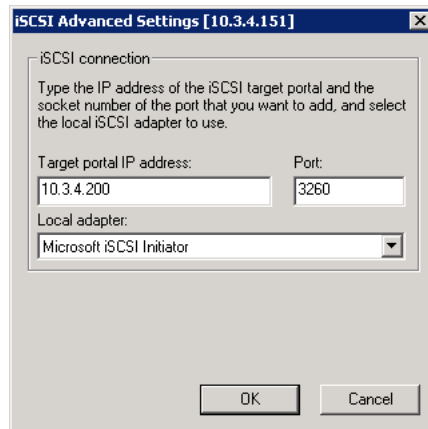 iSCSI Advanced Settings [10.3.4.151]
iSCSI connection
Type the IP address of the iSCSI target portal and the
socket number of the port that you want to add, and select
the local iSCSI adapter to use.
Target portal IP address: Port:
10.3.4.200 3260
Local adapter:
Microsoft iSCSI Initiator
OK Cancel